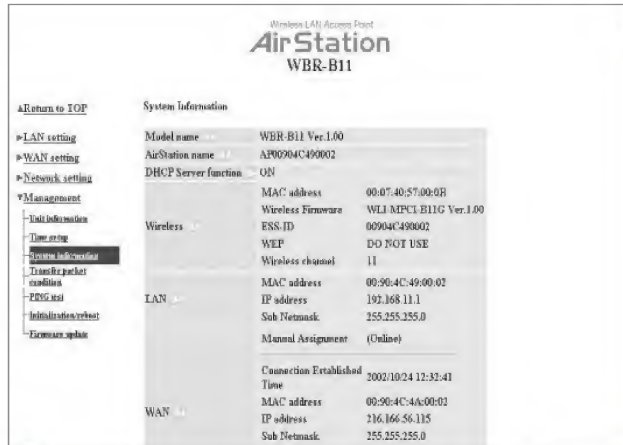 Wireless LAN Access Point
AirStation
WBR-B11
Return to TOP
LAN setting
WAN setting
Network setting
Management
Unit information
Time setup
System information
Transfer packet condition
PING test
Initialization/reboot
Firmware update
System Information
Model name WBR-B11 Ver.1.00
AirStation name AP00904C490002
DHCP Server function ON
Wireless
MAC address 00:07:40:57:00:0B
Wireless Firmware WLI-MPCI-B11G Ver.1.00
ESS-ID 00904C490002
WEP DO NOT USE
Wireless channel 11
LAN
MAC address 00:90:4C:49:00:02
IP address 192.168.11.1
Sub Netmask 255.255.255.0
WAN
Manual Assignment (Online)
Connection Established Time 2002/10/24 12:32:41
MAC address 00:90:4C:4A:00:02
IP address 216.166.56.115
Sub Netmask 255.255.255.0